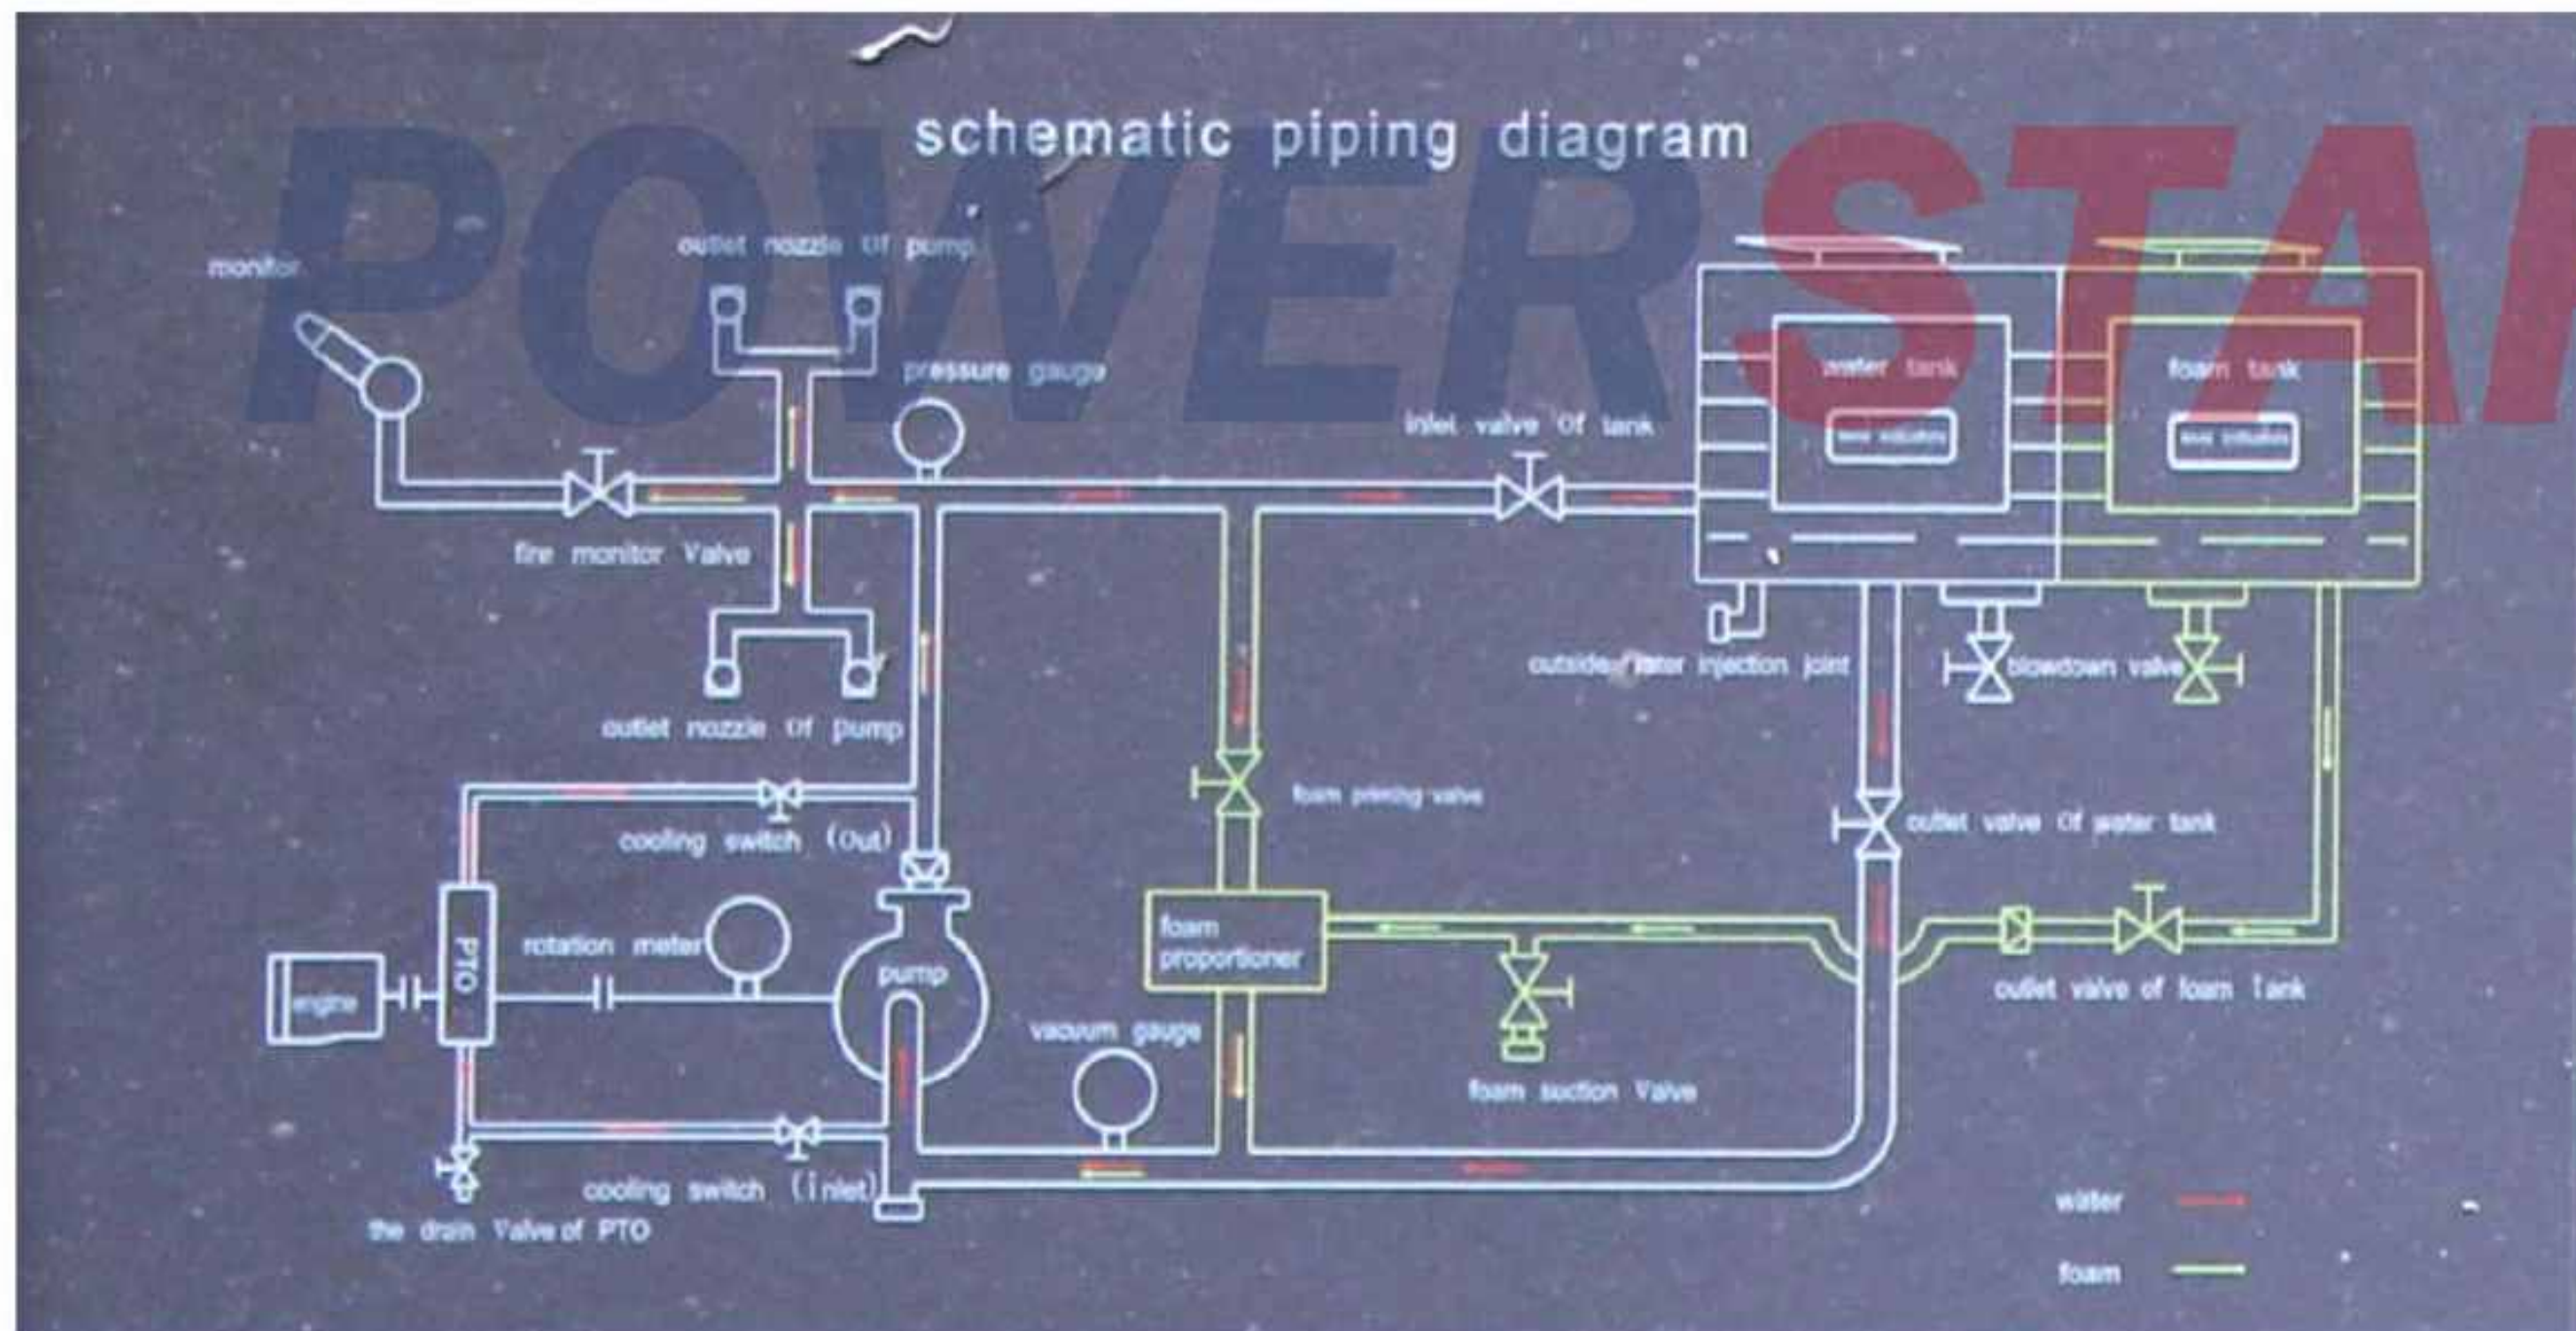 POWERSTAR
schematic piping diagram
outlet nozzle Of pump
monitor
pressure gauge
water tank
foam tank
inlet valve Of tank
fire monitor Valve
outside water injection joint
blowdown valve
outlet nozzle Of pump
foam priming valve
outlet valve Of water tank
cooling switch (Out)
foam
proportioner
rotation meter
PTO
pump
engine
outlet valve of foam Tank
vacuum gauge
foam suction Valve
cooling switch (inlet)
the drain Valve of PTO
water
foam